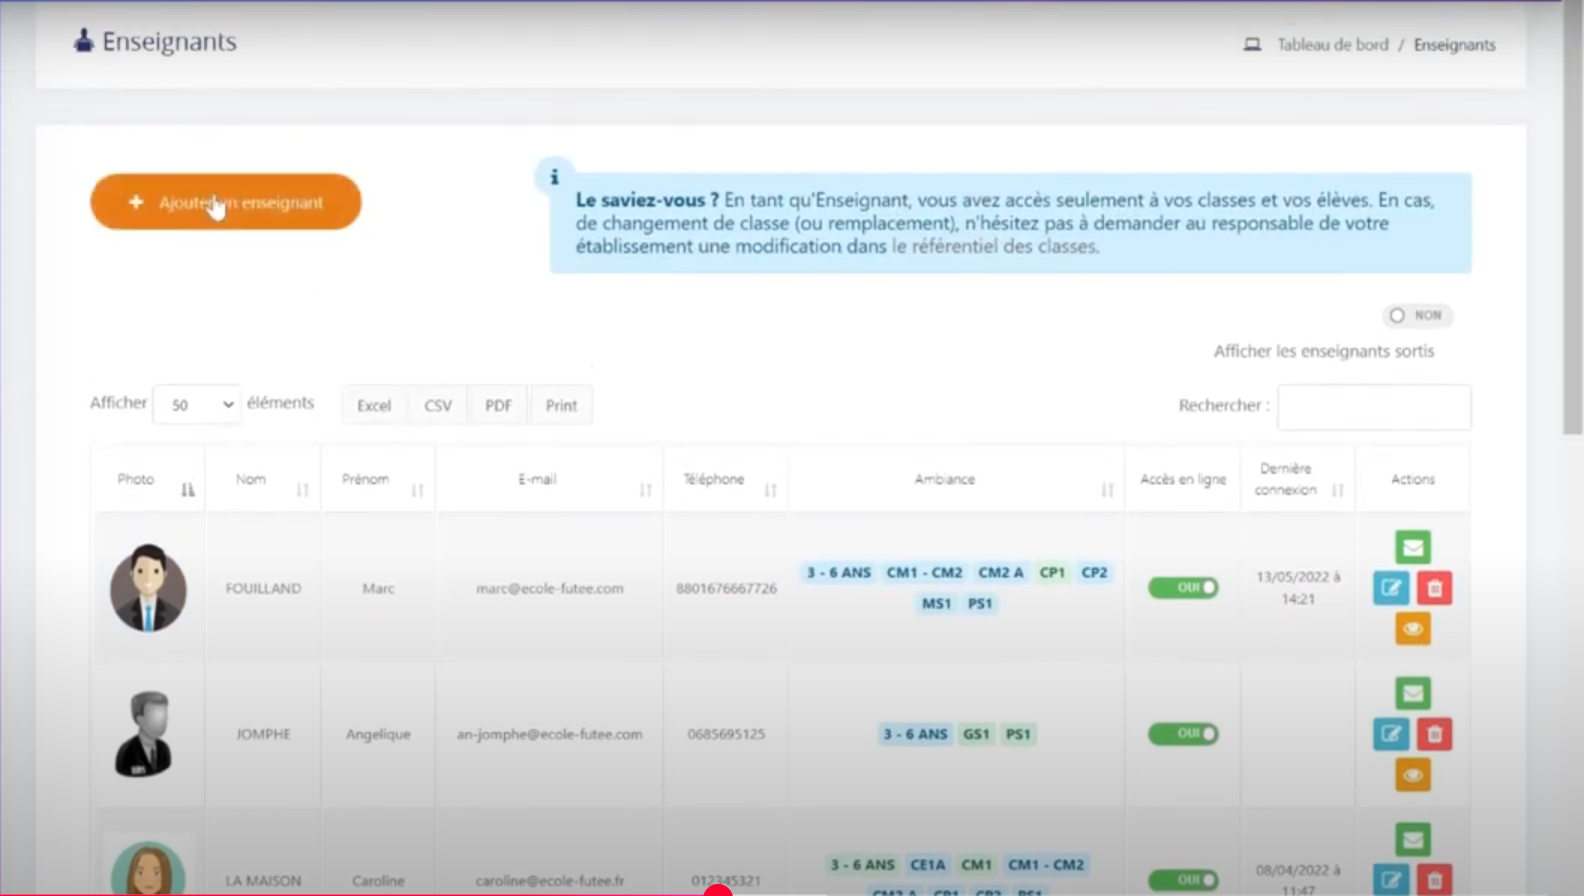 Enseignants
Tableau de bord / Enseignants
Ajouter un enseignant
Le saviez-vous ? En tant qu'Enseignant, vous avez accès seulement à vos classes et vos élèves. En cas,
de changement de classe (ou remplacement), n'hésitez pas à demander au responsable de votre
établissement une modification dans le référentiel des classes.
NON
Afficher les enseignants sortis
Afficher 50 éléments Excel CSV PDF Print Rechercher :
Photo Nom Prénom E-mail Téléphone Ambiance Accès en ligne Dernière connexion Actions
FOUILLAND Marc marc@ecole-futee.com 8801676667726 3 - 6 ANS CM1 - CM2 CM2 A CP1 CP2 OUI 13/05/2022 à
MS1 PS1 14:21
JOMPHE Angelique an-jomphe@ecole-futee.com 0685695125 3 - 6 ANS GS1 PS1 OUI
LA MAISON Caroline caroline@ecole-futee.fr 012345321 3 - 6 ANS CE1A CM1 CM1 - CM2 OUI 08/04/2022 à
CM2 A CP1 CP2 PS1 11:47